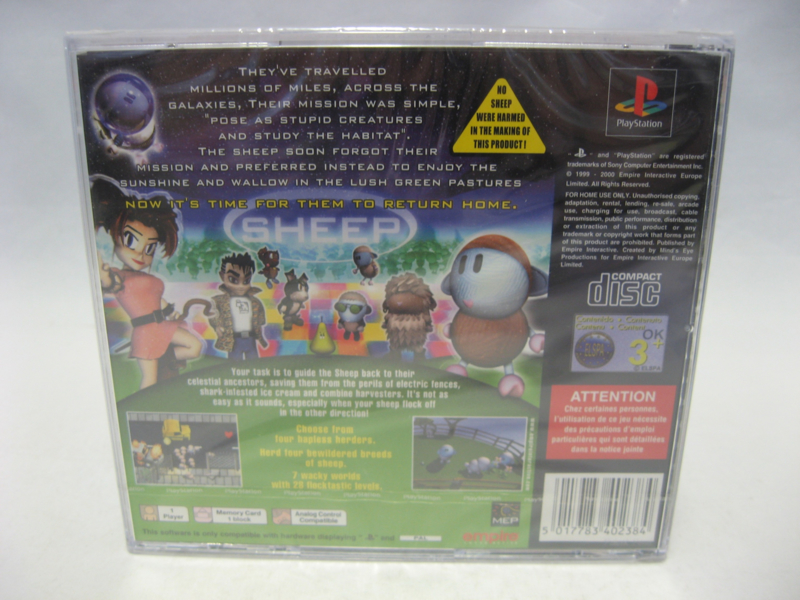 THEY'VE TRAVELLED
MILLIONS OF MILES, ACROSS THE
GALAXIES, THEIR MISSION WAS SIMPLE,
"POSE AS STUPID CREATURES
AND STUDY THE HABITAT".
THE SHEEP SOON FORGOT THEIR
MISSION AND PREFERRED INSTEAD TO ENJOY THE
SUNSHINE AND WALLOW IN THE LUSH GREEN PASTURES
NOW IT'S TIME FOR THEM TO RETURN HOME.
SHEEP
NO
SHEEP
WERE HARMED
IN THE MAKING OF
THIS PRODUCT!
Your task is to guide the Sheep back to their
celestial ancestors, saving them from the perils of electric fences,
shark-infested ice cream and combine harvesters. It's not as
easy as it sounds, especially when your sheep flock off
in the other direction!
Choose from
four hapless herders.
Herd four bewildered breeds
of sheep.
7 wacky worlds
with 28 flocktastic levels.
1
Player
Memory Card
1 block
Analog Control
Compatible
This software is only compatible with hardware displaying " " and PAL
MEP
empire
PlayStation
" " and "PlayStation" are registered
trademarks of Sony Computer Entertainment Inc.
© 1999 - 2000 Empire Interactive Europe
Limited. All Rights Reserved.
FOR HOME USE ONLY. Unauthorised copying,
adaptation, rental, lending, re-sale, arcade
use, charging for use, broadcast, cable
transmission, public performance, distribution
or extraction of this product or any
trademark or copyright work that forms part
of this product are prohibited. Published by
Empire Interactive. Created by Mind's Eye
Productions for Empire Interactive Europe
Limited.
COMPACT
disc
OK
3+
ELSPA
ATTENTION
Chez certaines personnes,
l'utilisation de ce jeu nécessite
des précautions d'emploi
particulières qui sont détaillées
dans la notice jointe
5 017783 402384